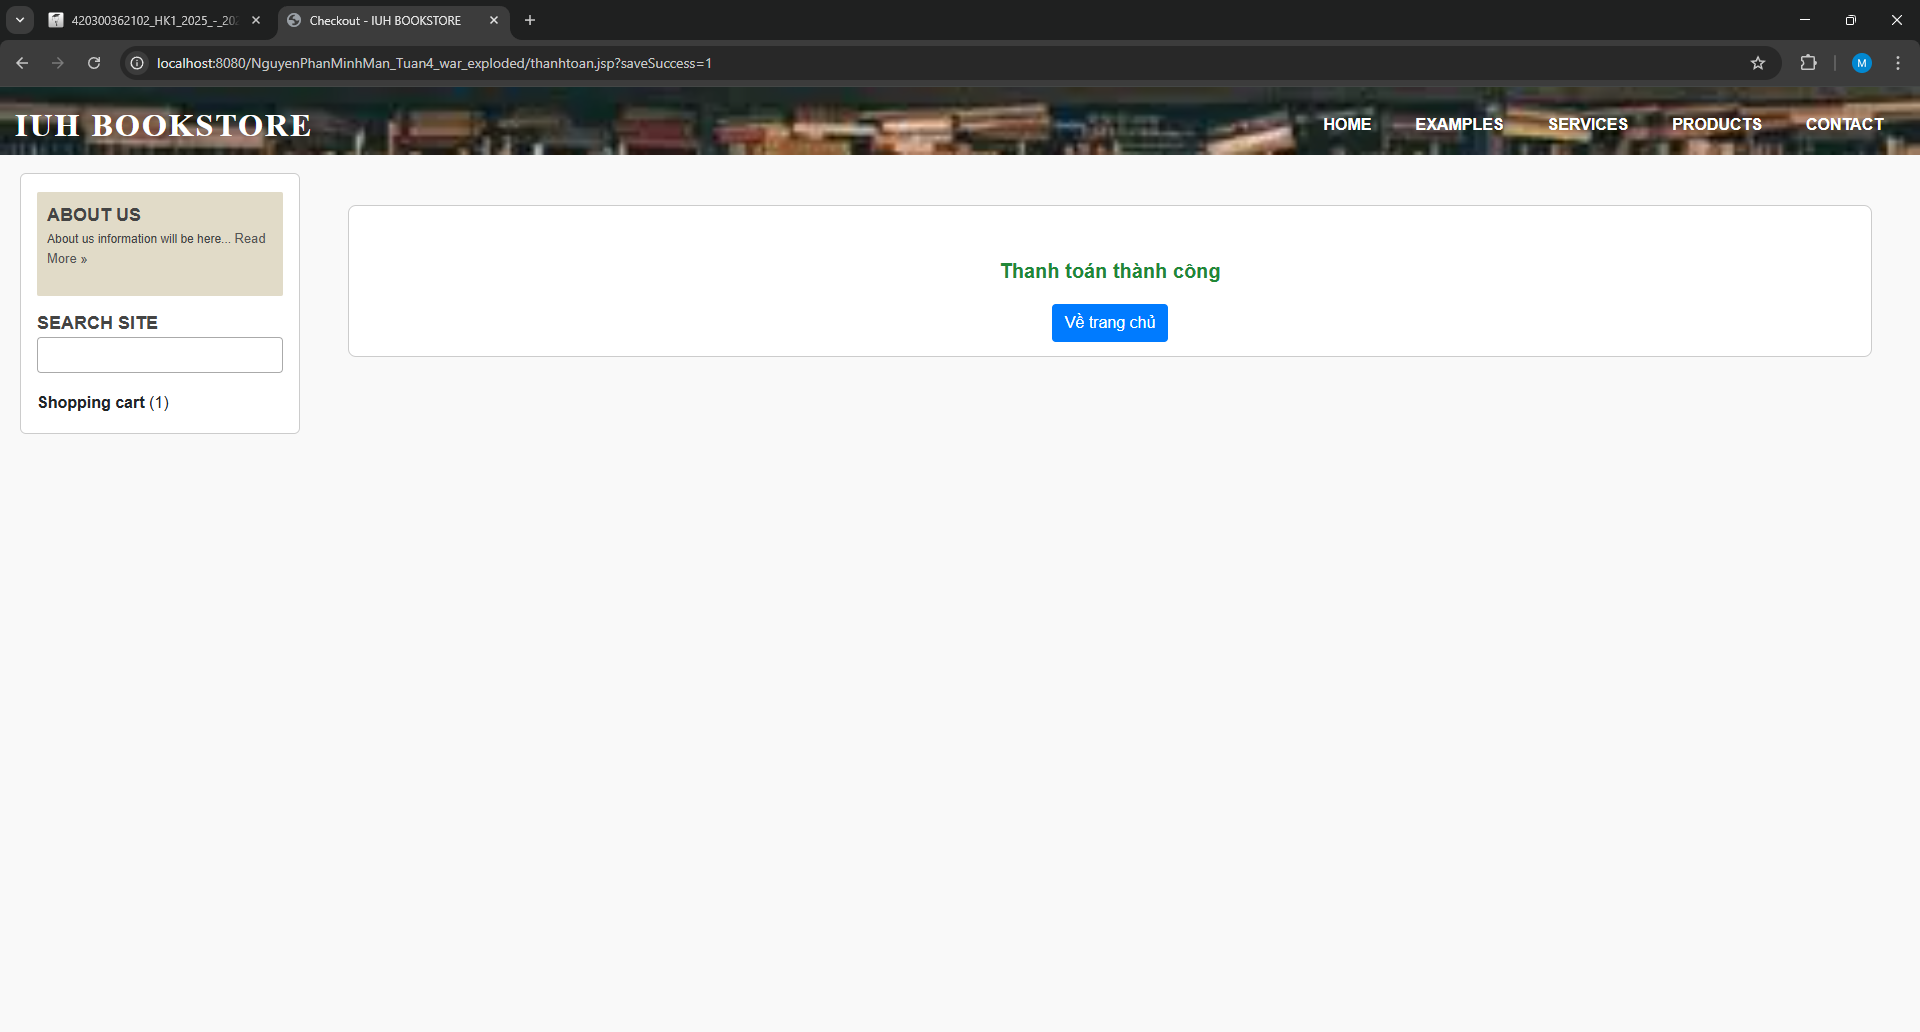 420300362102_HK1_2025_-_20
Checkout - IUH BOOKSTORE
localhost:8080/NguyenPhanMinhMan_Tuan4_war_exploded/thanhtoan.jsp?saveSuccess=1
M
IUH BOOKSTORE
HOME EXAMPLES SERVICES PRODUCTS CONTACT
ABOUT US
About us information will be here... Read
More »
SEARCH SITE
Shopping cart (1)
Thanh toán thành công
Về trang chủ